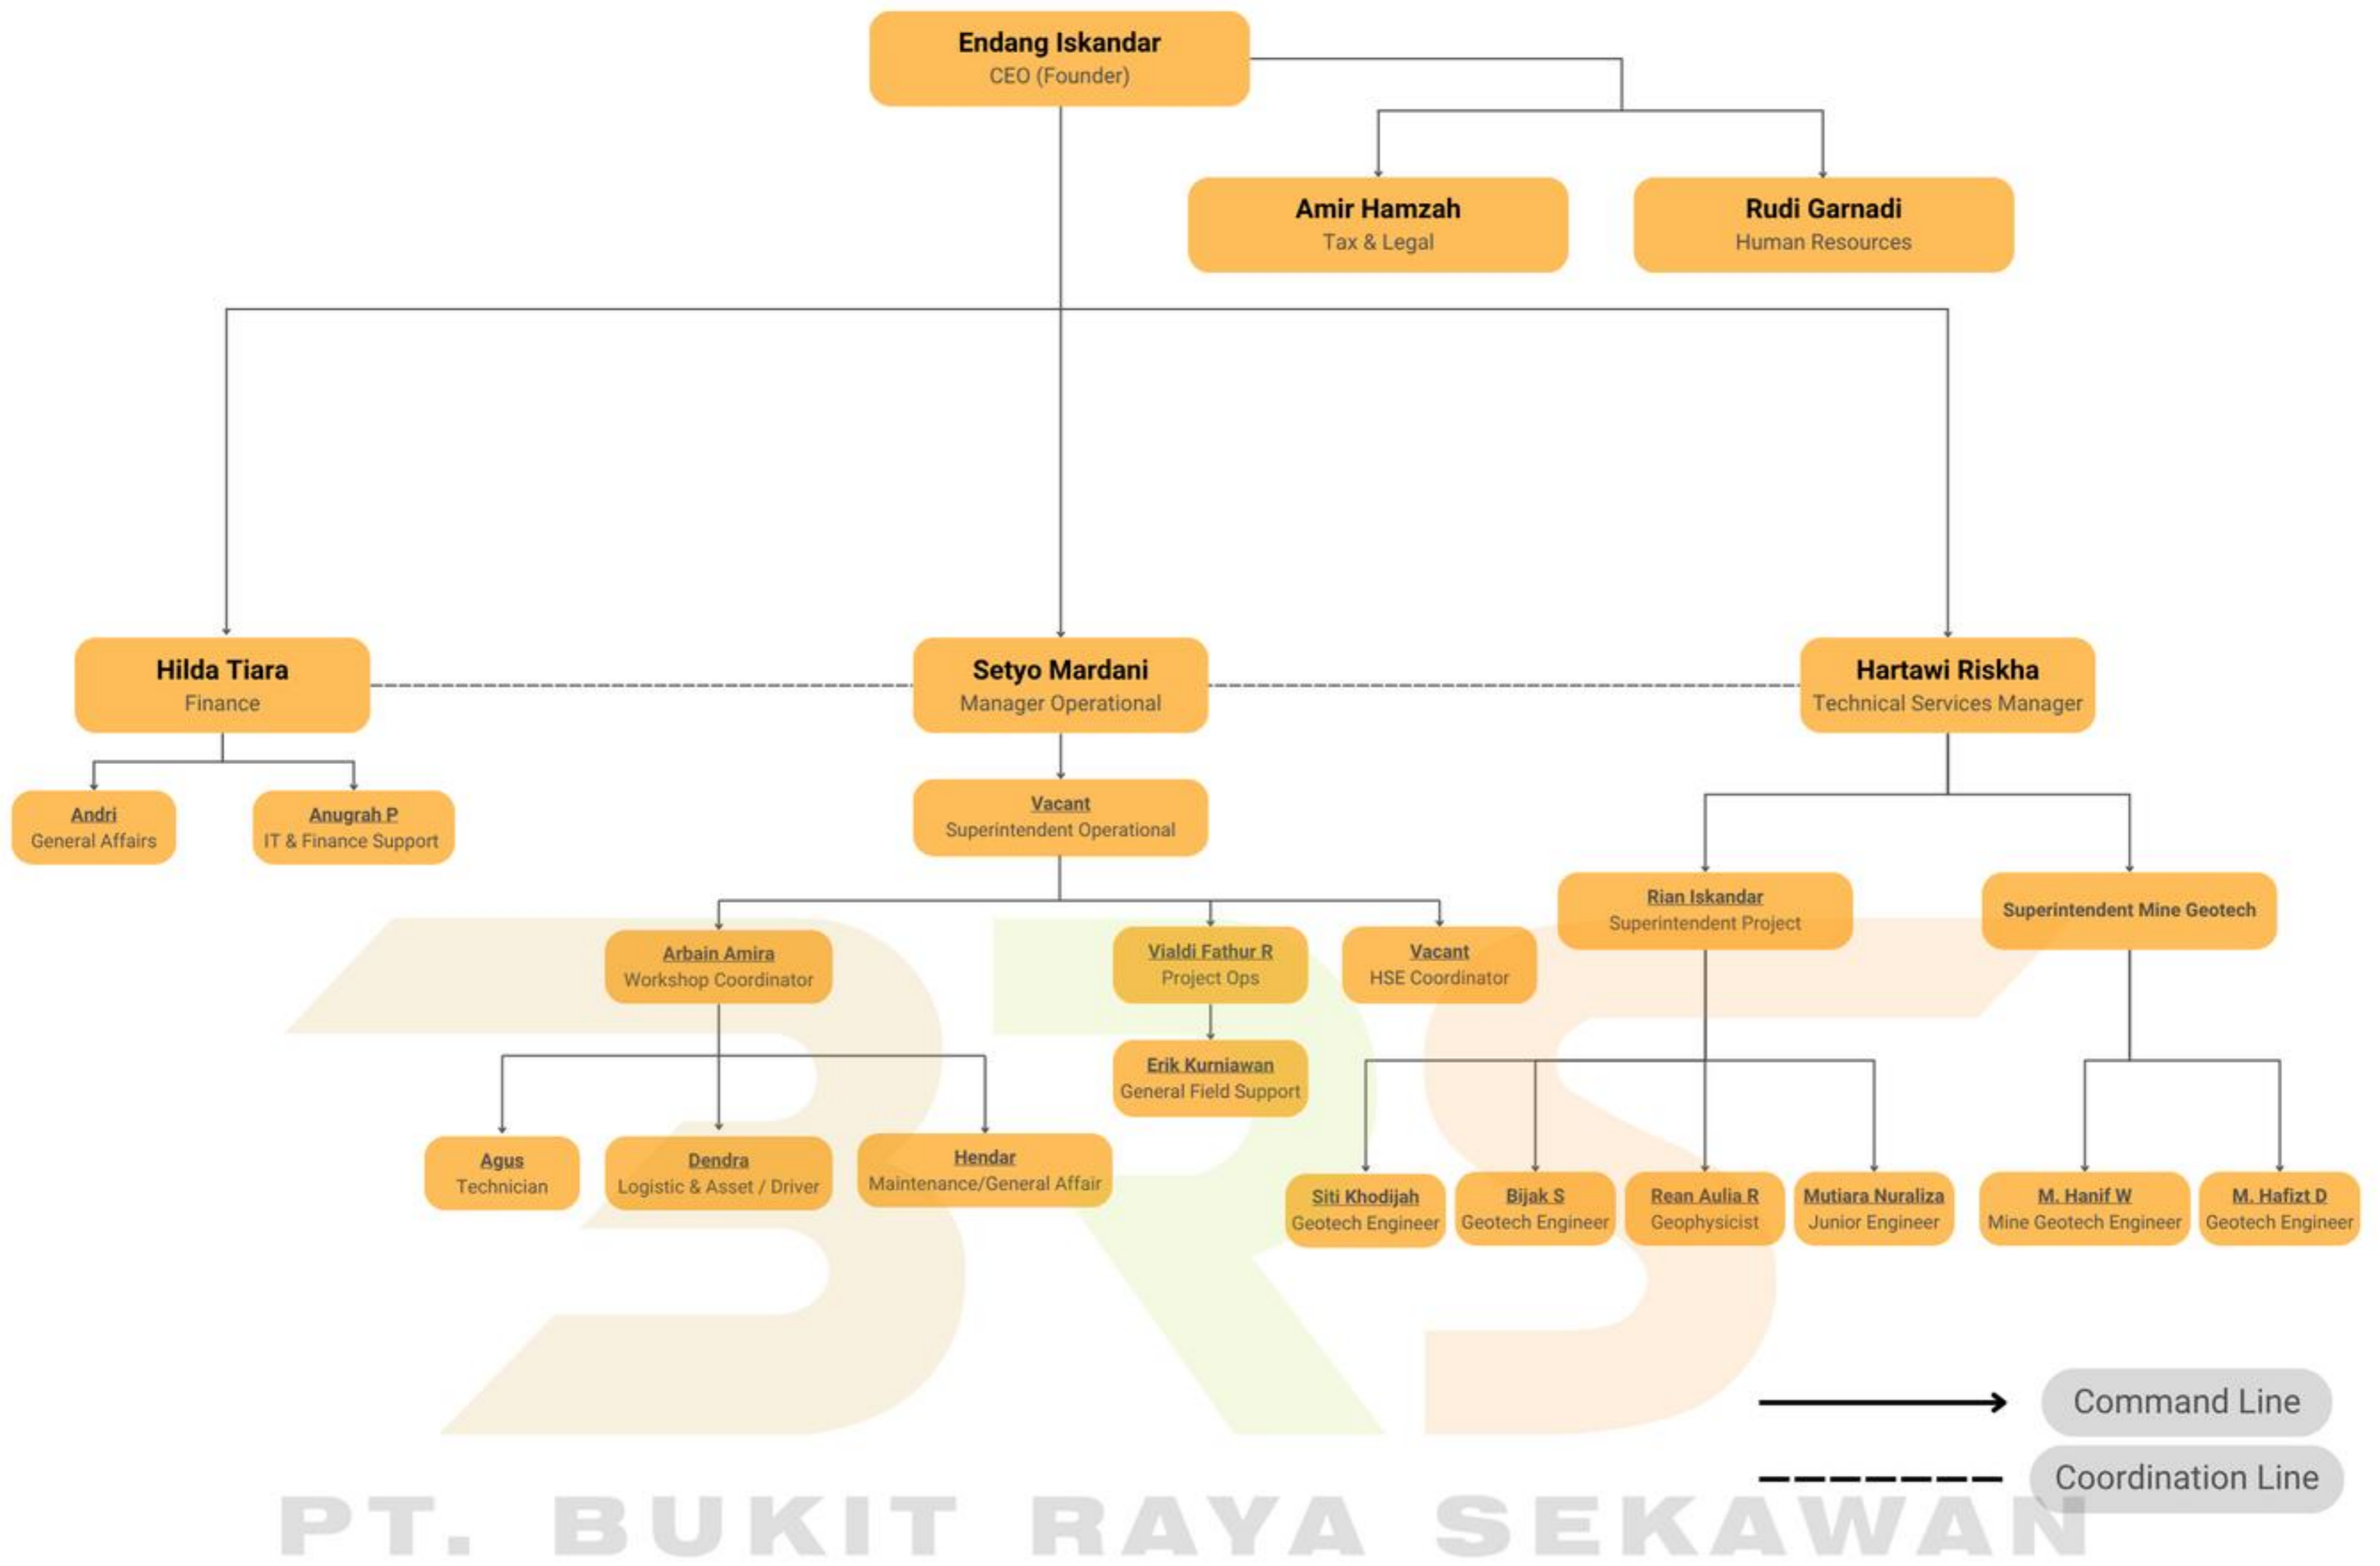 Endang Iskandar
CEO (Founder)
Amir Hamzah
Tax & Legal
Rudi Garnadi
Human Resources
Hilda Tiara
Finance
Setyo Mardani
Manager Operational
Hartawi Riskha
Technical Services Manager
Andri
General Affairs
Anugrah P
IT & Finance Support
Vacant
Superintendent Operational
Rian Iskandar
Superintendent Project
Superintendent Mine Geotech
Arbain Amira
Workshop Coordinator
Vialdi Fathur R
Project Ops
Vacant
HSE Coordinator
Erik Kurniawan
General Field Support
Agus
Technician
Dendra
Logistic & Asset / Driver
Hendar
Maintenance/General Affair
Siti Khodijah
Geotech Engineer
Bijak S
Geotech Engineer
Rean Aulia R
Geophysicist
Mutiara Nuraliza
Junior Engineer
M. Hanif W
Mine Geotech Engineer
M. Hafizt D
Geotech Engineer
BRS
Command Line
Coordination Line
PT. BUKIT RAYA SEKAWAN